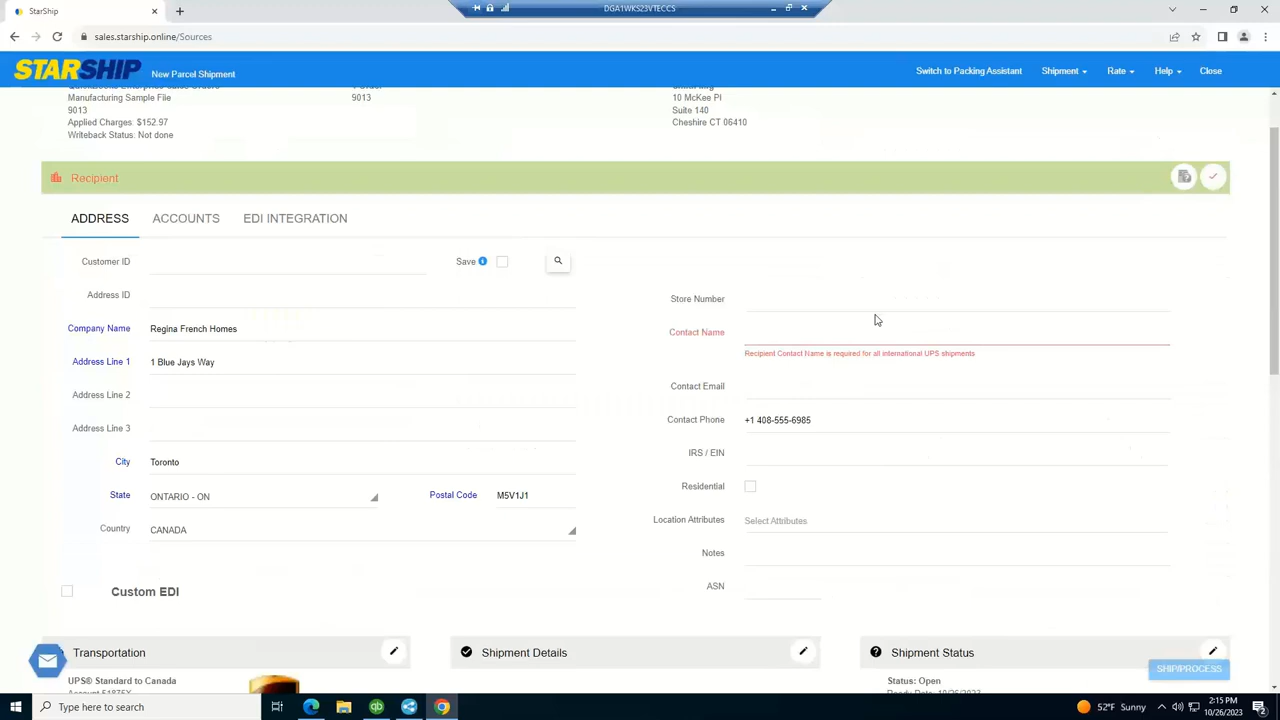 StarShip
DGA1WKS23VTECCS
sales.starship.online/Sources
STARSHIP New Parcel Shipment Switch to Packing Assistant Shipment Rate Help Close
Manufacturing Sample File 9013 10 McKee Pl
9013 Suite 140
Applied Charges: $152.97 Cheshire CT 06410
Writeback Status: Not done
Recipient
ADDRESS ACCOUNTS EDI INTEGRATION
Customer ID Save
Address ID Store Number
Company Name Regina French Homes Contact Name
Recipient Contact Name is required for all international UPS shipments
Address Line 1 1 Blue Jays Way
Address Line 2 Contact Email
Address Line 3 Contact Phone +1 408-555-6985
City Toronto IRS / EIN
State ONTARIO - ON Postal Code M5V1J1 Residential
Country CANADA Location Attributes Select Attributes
Notes
Custom EDI ASN
Transportation Shipment Details Shipment Status
UPS® Standard to Canada Status: Open
SHIP/PROCESS
Type here to search 52°F Sunny 2:15 PM
10/26/2023 2